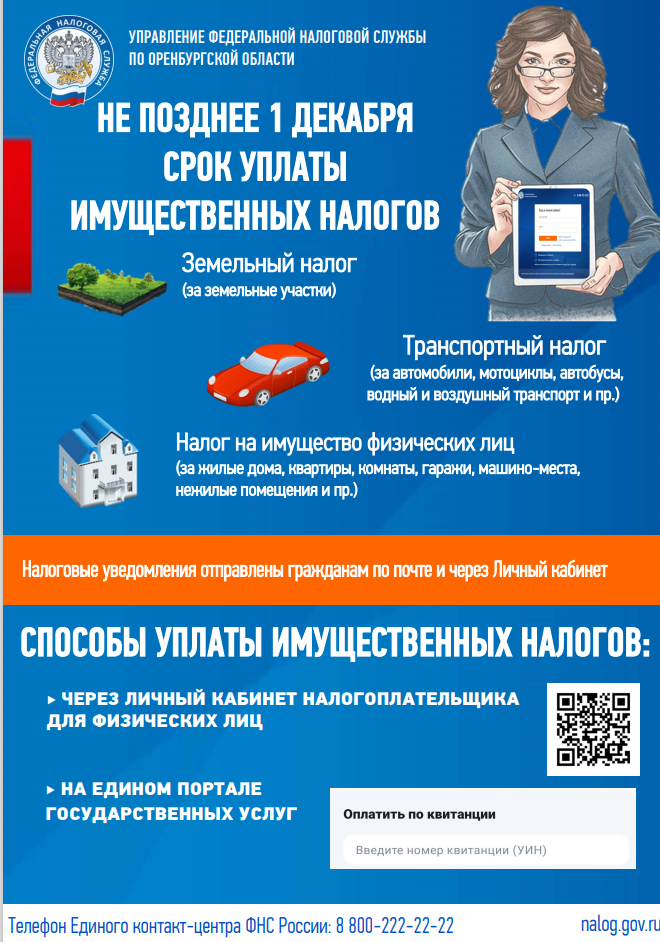 УПРАВЛЕНИЕ ФЕДЕРАЛЬНОЙ НАЛОГОВОЙ СЛУЖБЫ
ПО ОРЕНБУРГСКОЙ ОБЛАСТИ
ФЕДЕРАЛЬНАЯ НАЛОГОВАЯ СЛУЖБА
НЕ ПОЗДНЕЕ 1 ДЕКАБРЯ
СРОК УПЛАТЫ
ИМУЩЕСТВЕННЫХ НАЛОГОВ
Земельный налог
(за земельные участки)
Транспортный налог
(за автомобили, мотоциклы, автобусы,
водный и воздушный транспорт и пр.)
Налог на имущество физических лиц
(за жилые дома, квартиры, комнаты, гаражи, машино-места,
нежилые помещения и пр.)
Налоговые уведомления отправлены гражданам по почте и через Личный кабинет
СПОСОБЫ УПЛАТЫ ИМУЩЕСТВЕННЫХ НАЛОГОВ:
ЧЕРЕЗ ЛИЧНЫЙ КАБИНЕТ НАЛОГОПЛАТЕЛЬЩИКА
ДЛЯ ФИЗИЧЕСКИХ ЛИЦ
НА ЕДИНОМ ПОРТАЛЕ
ГОСУДАРСТВЕННЫХ УСЛУГ
Оплатить по квитанции
Введите номер квитанции (УИН)
Телефон Единого контакт-центра ФНС России: 8 800-222-22-22
nalog.gov.ru